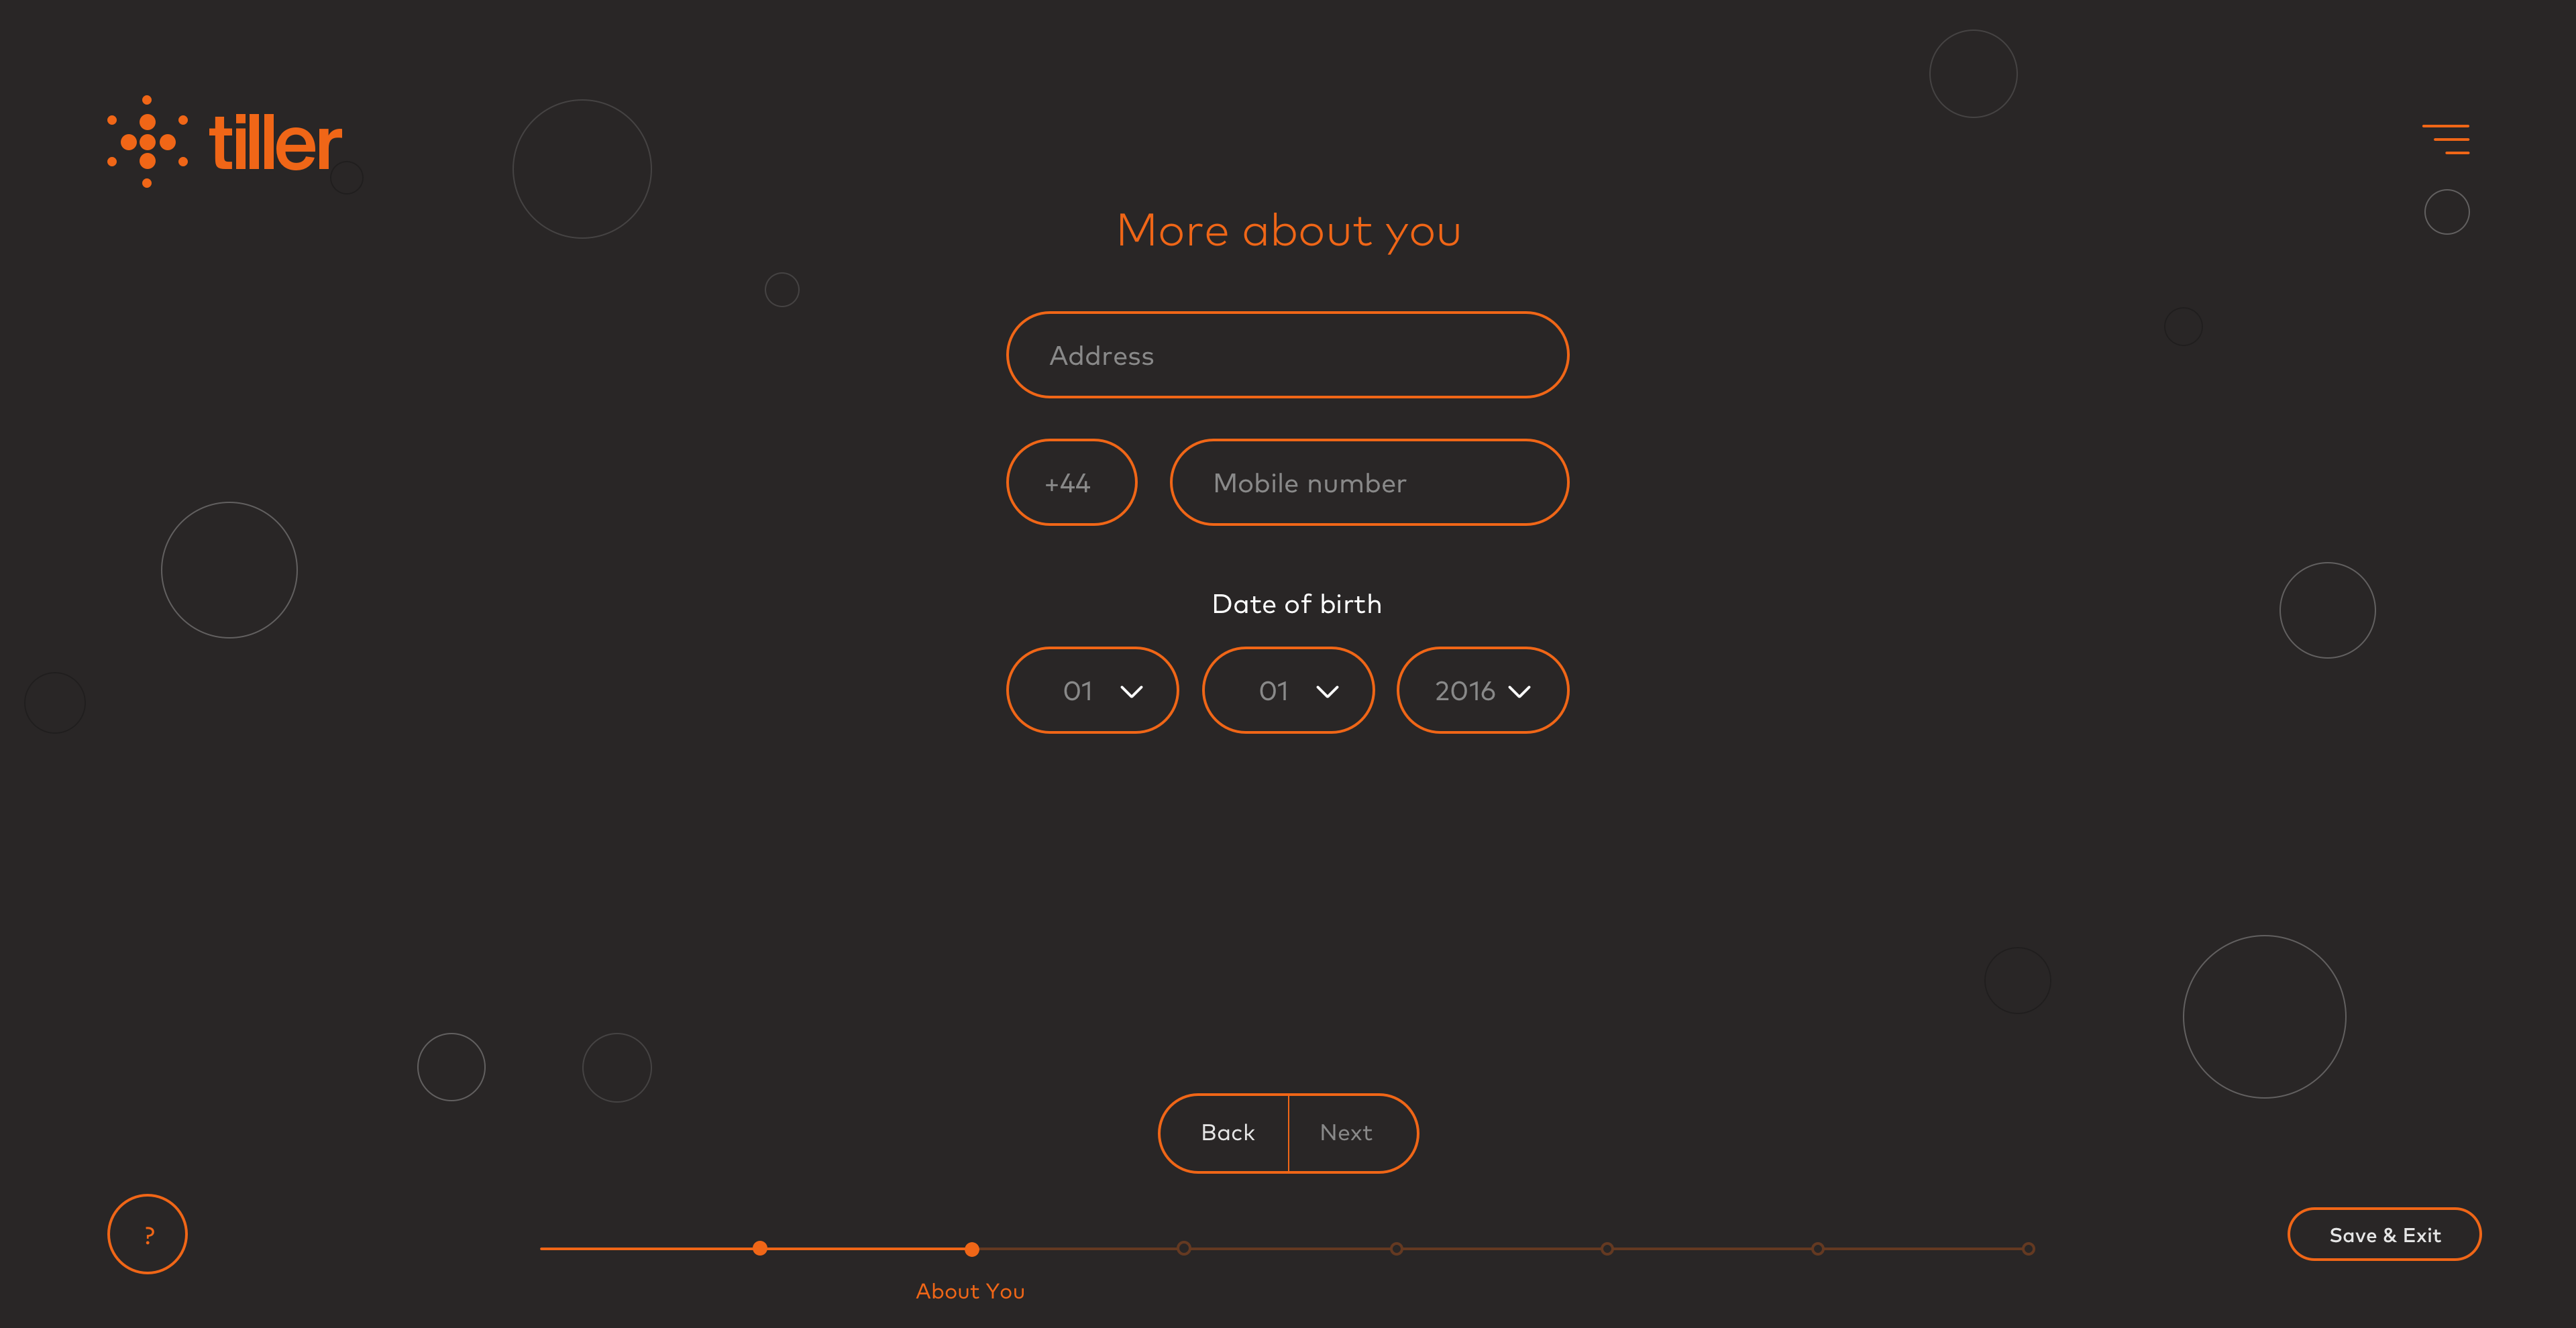 tiller
More about you
Address
+44 Mobile number
Date of birth
01 01 2016
Back Next
?
Save & Exit
About You